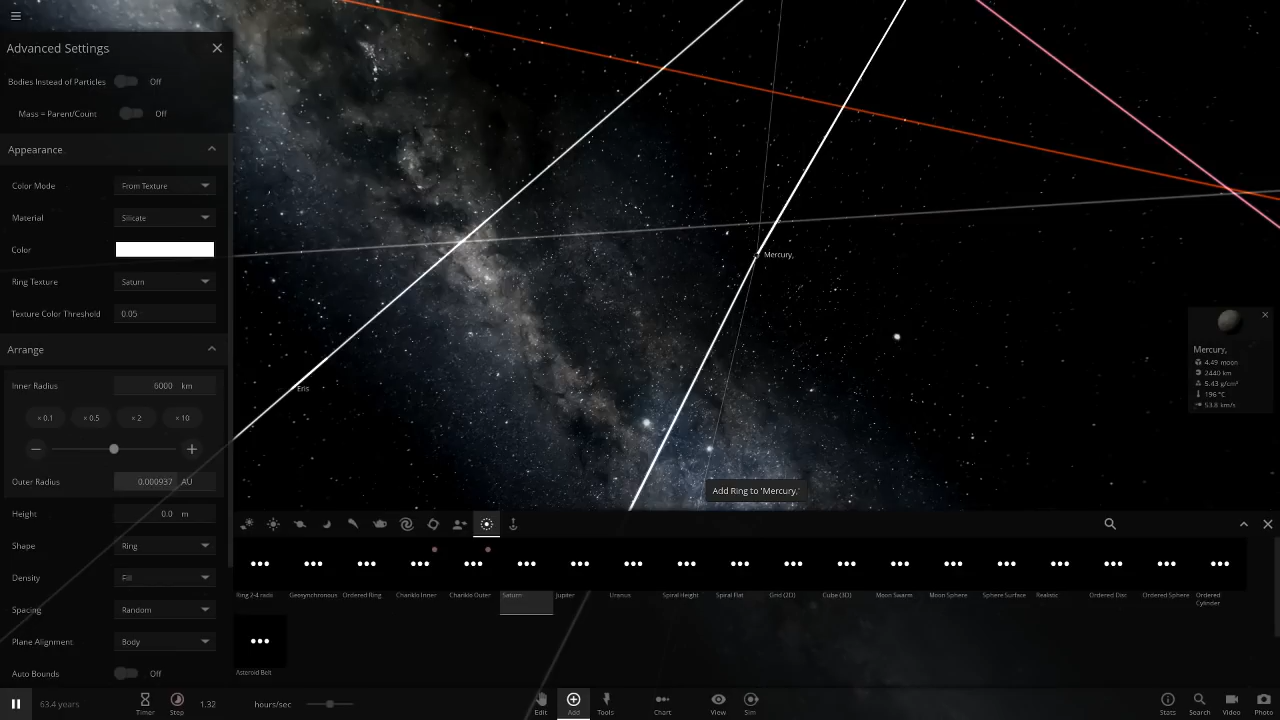 Advanced Settings
Bodies Instead of Particles Off
Mass = Parent/Count Off
Appearance
Color Mode From Texture
Material Silicate
Color
Ring Texture Saturn
Texture Color Threshold 0.05
Arrange
Inner Radius 6000 km
× 0.1 × 0.5 × 2 × 10
Outer Radius 0.000937 AU
Height 0.0 m
Shape Ring
Density Fill
Spacing Random
Plane Alignment Body
Auto Bounds Off
Mercury,
Eris
Mercury,
4.49 moon
2440 km
5.43 g/cm³
196 °C
53.8 km/s
Add Ring to 'Mercury,'
Ring 2-4 radii Geosynchronous Ordered Ring Chariklo Inner Chariklo Outer Saturn Jupiter Uranus Spiral Height Spiral Flat Grid (2D) Cube (3D) Moon Swarm Moon Sphere Sphere Surface Realistic Ordered Disc Ordered Sphere Ordered Cylinder
Asteroid Belt
63.4 years Timer Step 1.32 hours/sec Edit Add Tools Chart View Sim Stats Search Video Photo